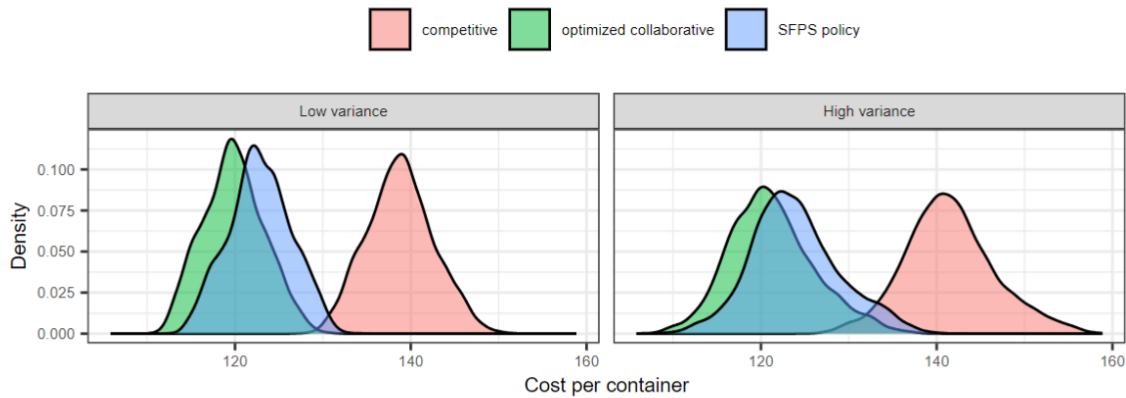 competitive optimized collaborative SFPS policy
Low variance High variance
0.100
0.075
0.050
0.025
0.000
Density
120 140 160 120 140 160
Cost per container